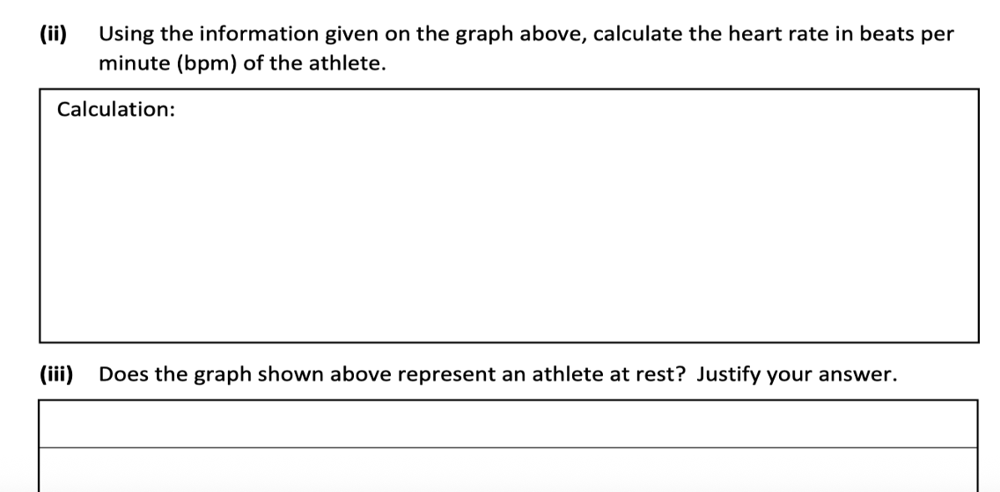 (ii) Using the information given on the graph above, calculate the heart rate in beats per
minute (bpm) of the athlete.
Calculation:
(iii) Does the graph shown above represent an athlete at rest? Justify your answer.